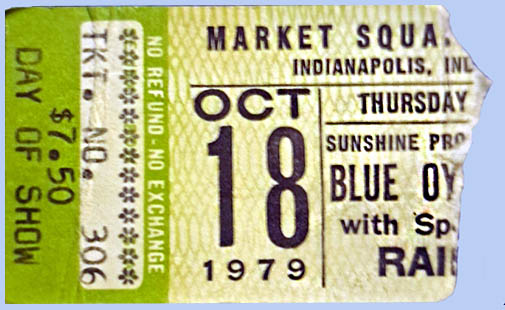 MARKET SQUA
INDIANAPOLIS, IN
OCT
18
1979
THURSDAY
SUNSHINE PRO
BLUE OY
with Sp
RAI
NO REFUND - NO EXCHANGE
TKT. NO. 306
$7.50
DAY OF SHOW